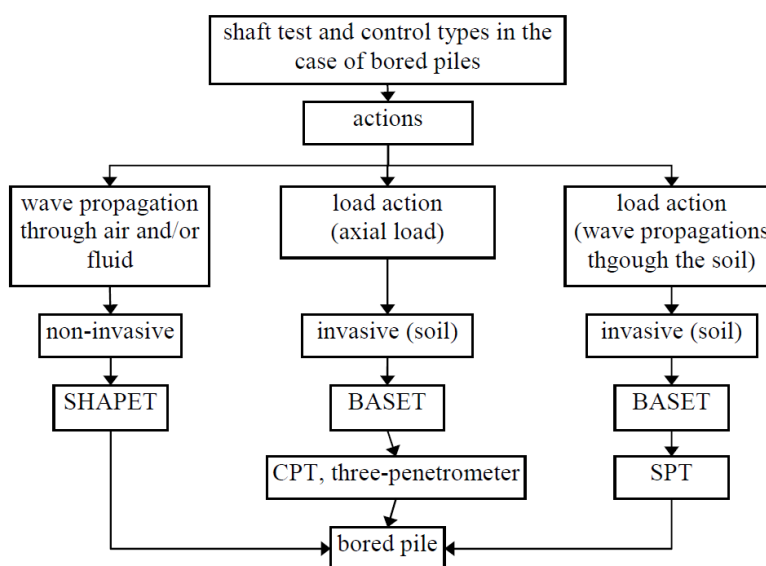 shaft test and control types in the
case of bored piles
actions
wave propagation
through air and/or
fluid
load action
(axial load)
load action
(wave propagations
thgough the soil)
non-invasive
invasive (soil)
invasive (soil)
SHAPET
BASET
BASET
CPT, three-penetrometer
SPT
bored pile